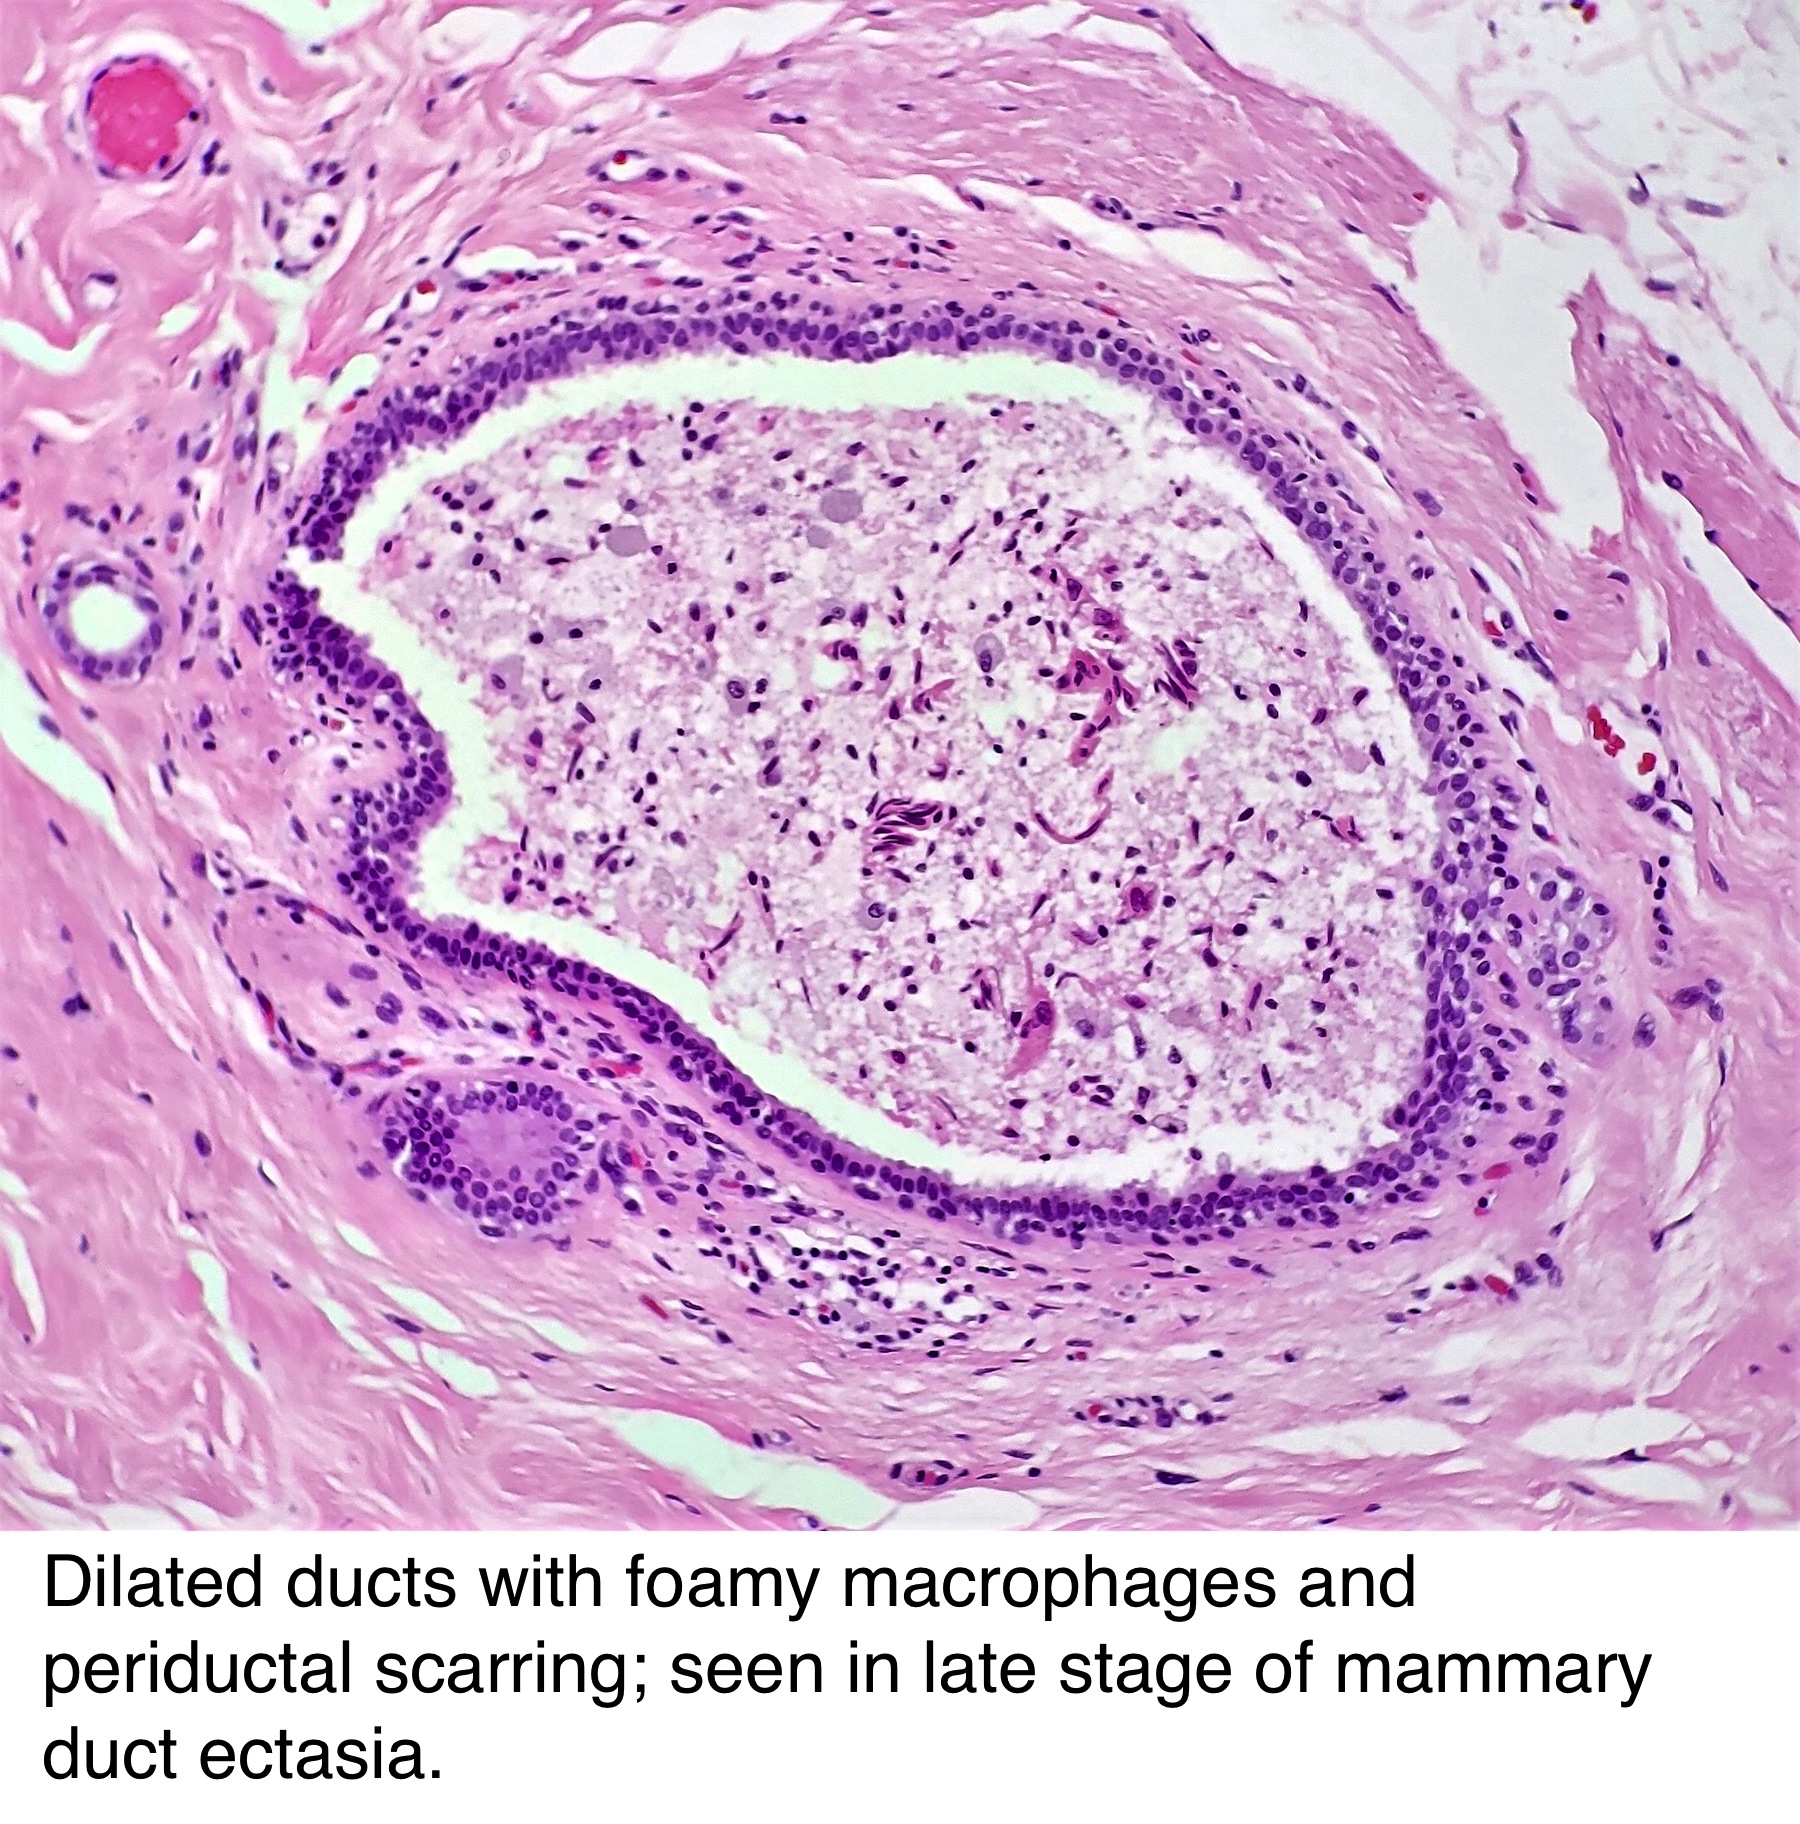 Dilated ducts with foamy macrophages and
periductal scarring; seen in late stage of mammary
duct ectasia.